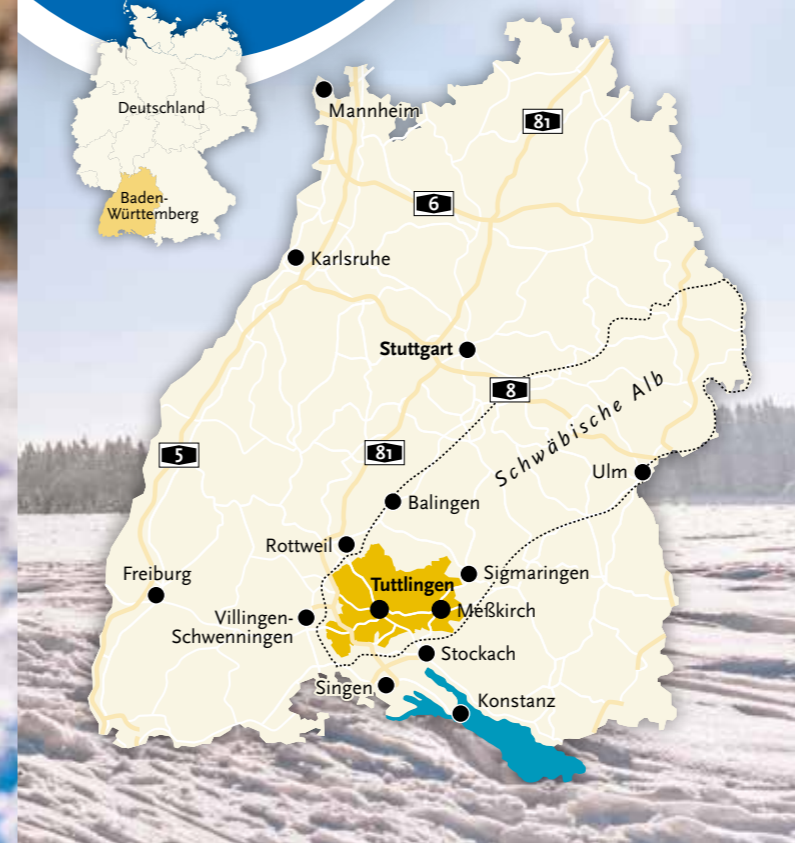 Deutschland
Baden-
Württemberg
Mannheim
81
6
Karlsruhe
Stuttgart
8
Schwäbische Alb
5
81
Ulm
Balingen
Rottweil
Freiburg
Tuttlingen
Sigmaringen
Villingen-
Schwenningen
Meßkirch
Stockach
Singen
Konstanz